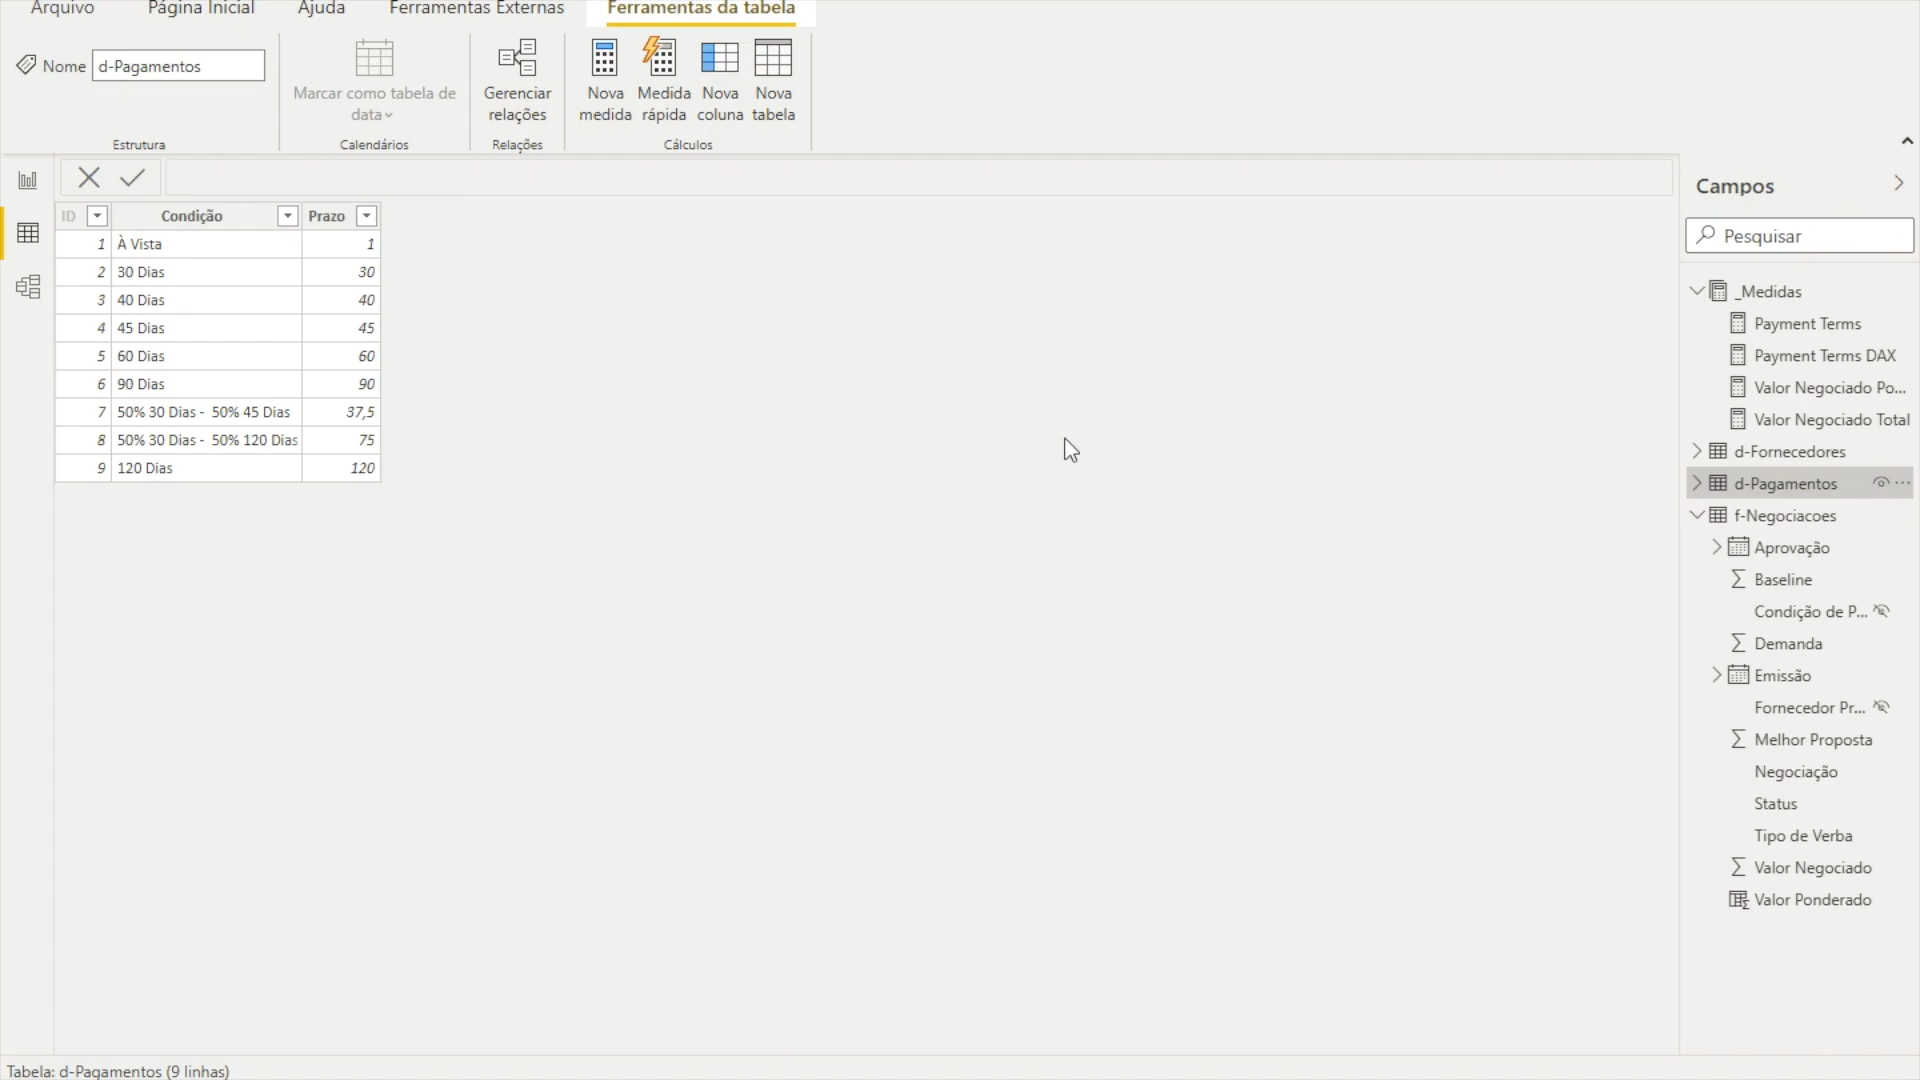 Arquivo Página Inicial Ajuda Ferramentas Externas Ferramentas da tabela
Nome d-Pagamentos
Marcar como tabela de
data
Gerenciar
relações
Nova
medida
Medida
rápida
Nova
coluna
Nova
tabela
Estrutura Calendários Relações Cálculos
ID Condição Prazo
1 À Vista 1
2 30 Dias 30
3 40 Dias 40
4 45 Dias 45
5 60 Dias 60
6 90 Dias 90
7 50% 30 Dias - 50% 45 Dias 37,5
8 50% 30 Dias - 50% 120 Dias 75
9 120 Dias 120
Campos
Pesquisar
_Medidas
Payment Terms
Payment Terms DAX
Valor Negociado Po...
Valor Negociado Total
d-Fornecedores
d-Pagamentos
f-Negociacoes
Aprovação
Baseline
Condição de P...
Demanda
Emissão
Fornecedor Pr...
Melhor Proposta
Negociação
Status
Tipo de Verba
Valor Negociado
Valor Ponderado
Tabela: d-Pagamentos (9 linhas)